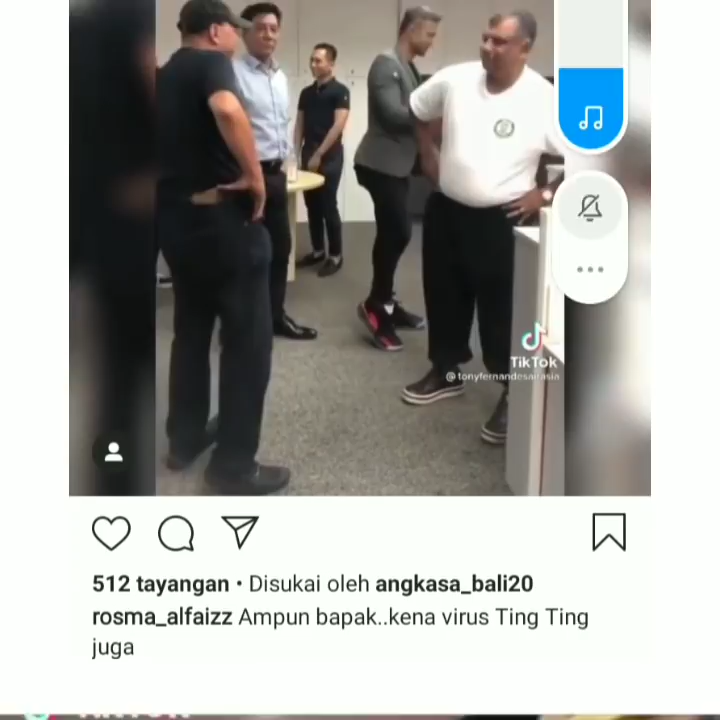 TikTok
@tonyfernandesairasia
512 tayangan • Disukai oleh angkasa_bali20
rosma_alfaizz Ampun bapak..kena virus Ting Ting
juga